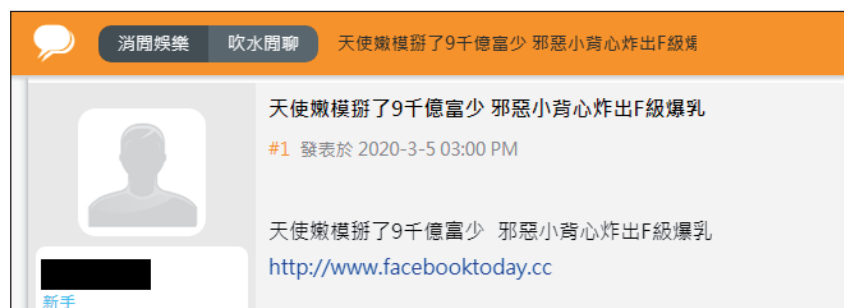 消閒娛樂 吹水閒聊 天使嫩模掰了9千億富少 邪惡小背心炸出F級
天使嫩模掰了9千億富少 邪惡小背心炸出F級爆乳
#1 發表於 2020-3-5 03:00 PM
天使嫩模掰了9千億富少 邪惡小背心炸出F級爆乳
http://www.facebooktoday.cc
新手